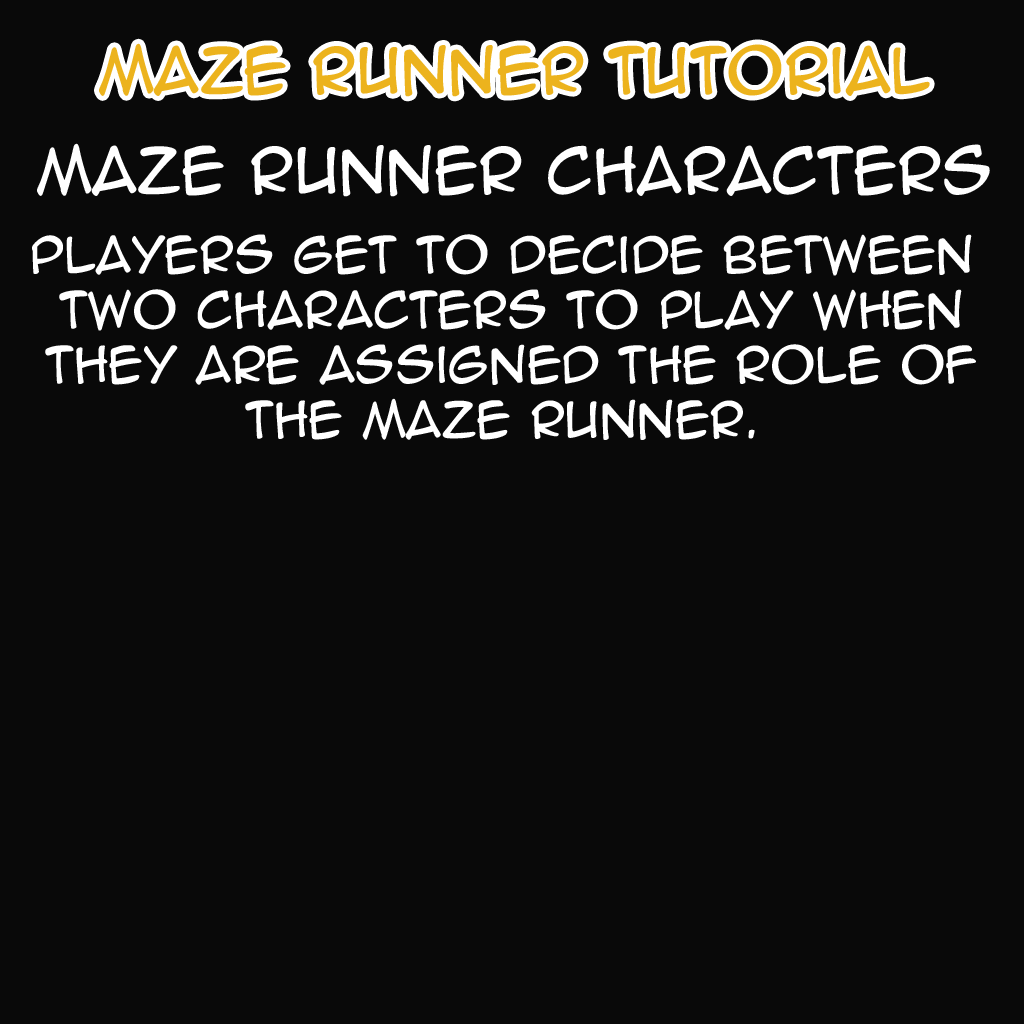 MAZE RUNNER TUTORIAL
MAZE RUNNER CHARACTERS
PLAYERS GET TO DECIDE BETWEEN
TWO CHARACTERS TO PLAY WHEN
THEY ARE ASSIGNED THE ROLE OF
THE MAZE RUNNER.